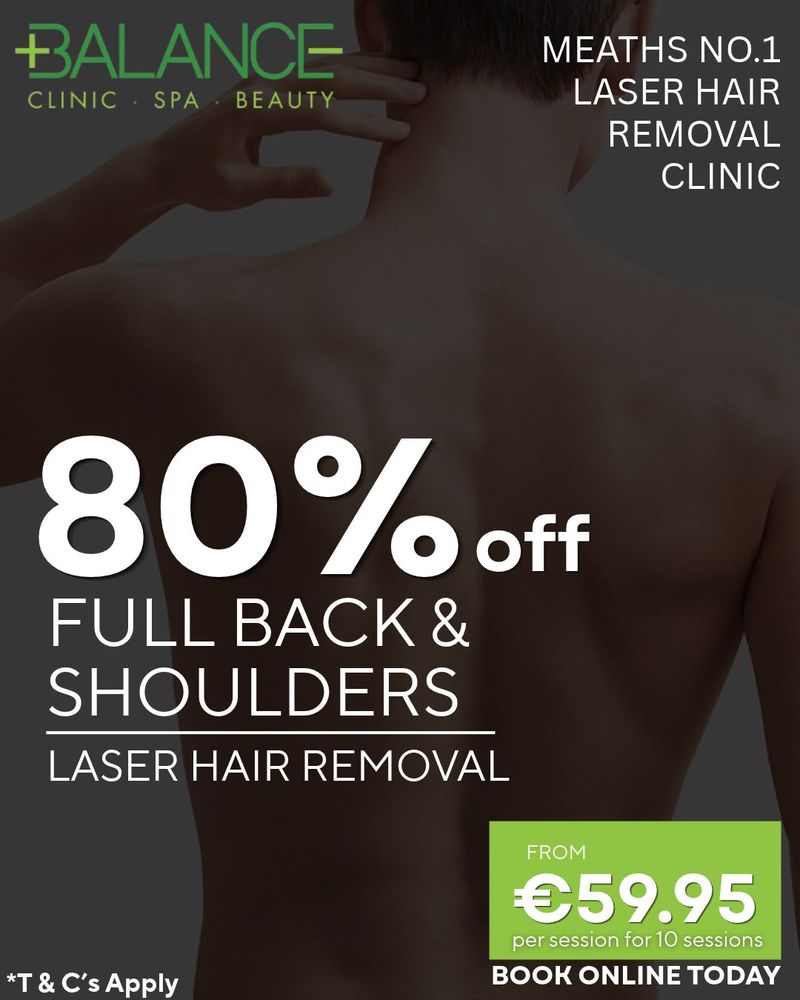 BALANCE
CLINIC · SPA · BEAUTY
MEATHS NO.1
LASER HAIR
REMOVAL
CLINIC
80% off
FULL BACK &
SHOULDERS
LASER HAIR REMOVAL
FROM
€59.95
per session for 10 sessions
BOOK ONLINE TODAY
*T & C's Apply